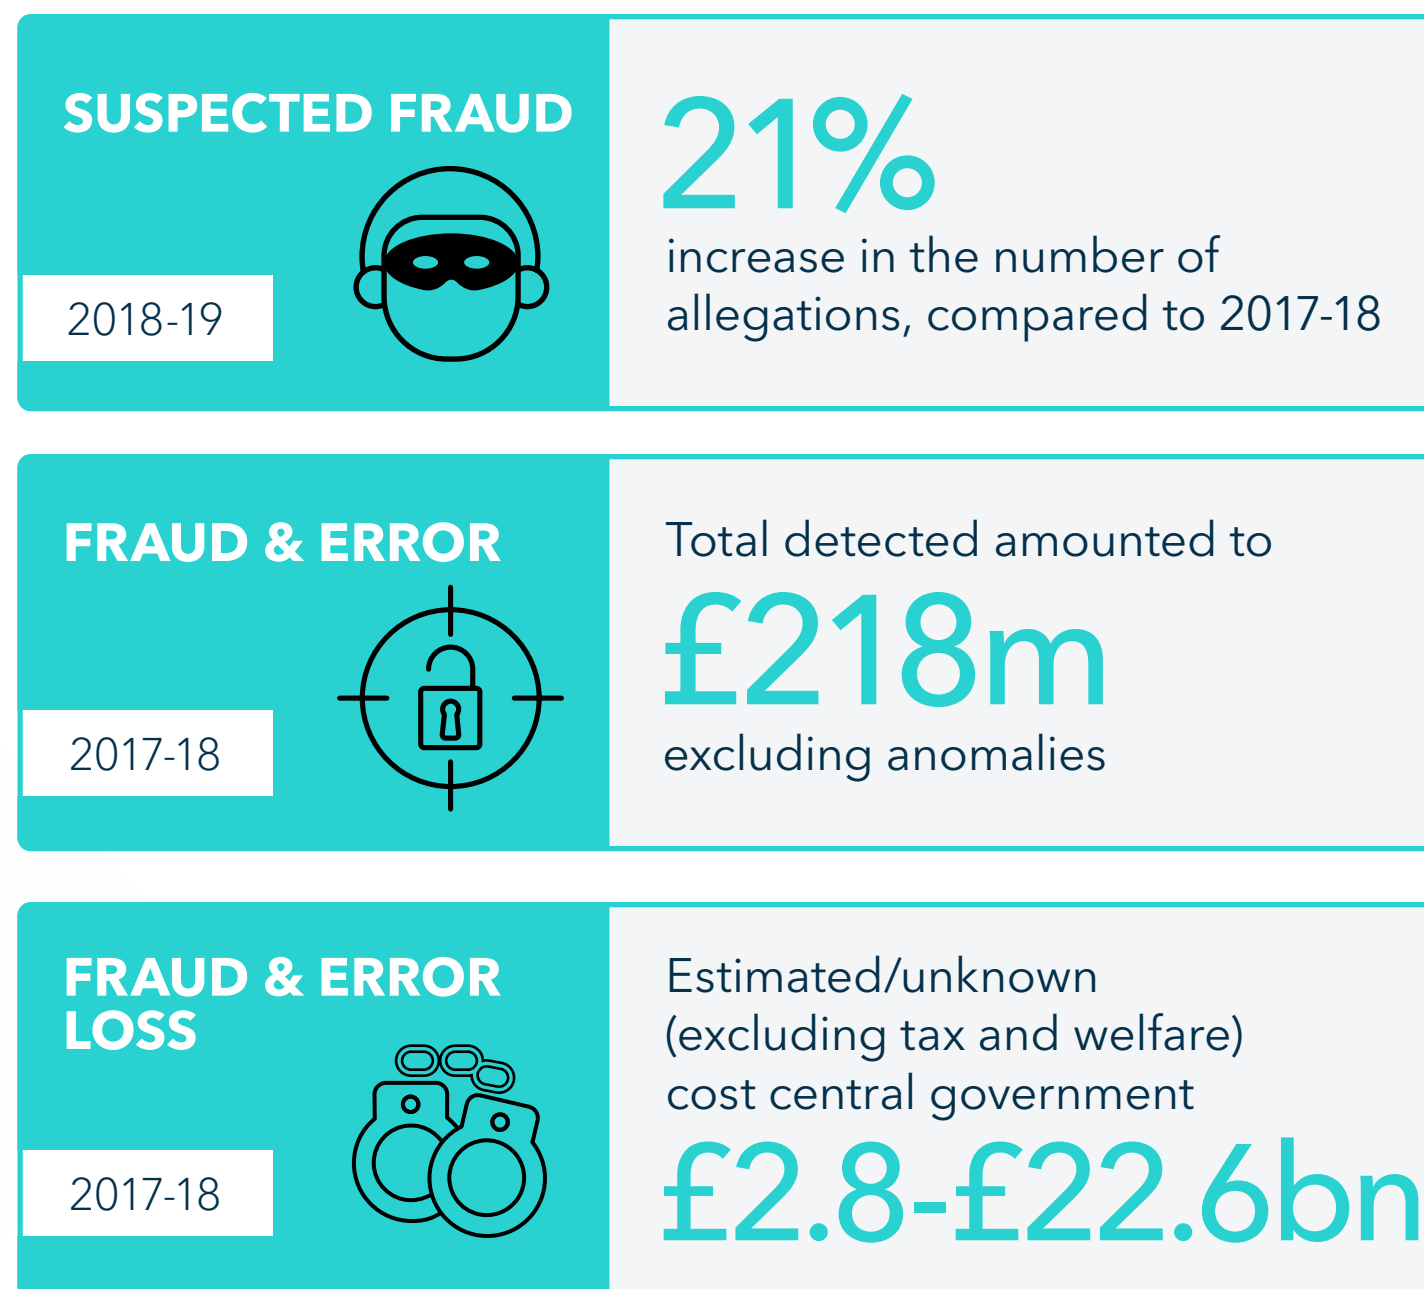 SUSPECTED FRAUD
2018-19
21%
increase in the number of
allegations, compared to 2017-18
FRAUD & ERROR
2017-18
Total detected amounted to
£218m
excluding anomalies
FRAUD & ERROR
LOSS
2017-18
Estimated/unknown
(excluding tax and welfare)
cost central government
£2.8-£22.6bn